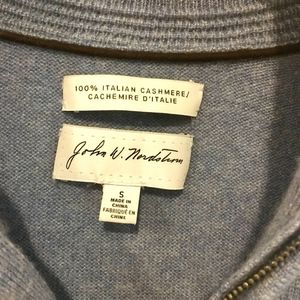 100% ITALIAN CASHMERE/
CACHEMIRE D'ITALIE
John W. Nordstrom
S
MADE IN
CHINA
FABRIQUÉ EN
CHINE